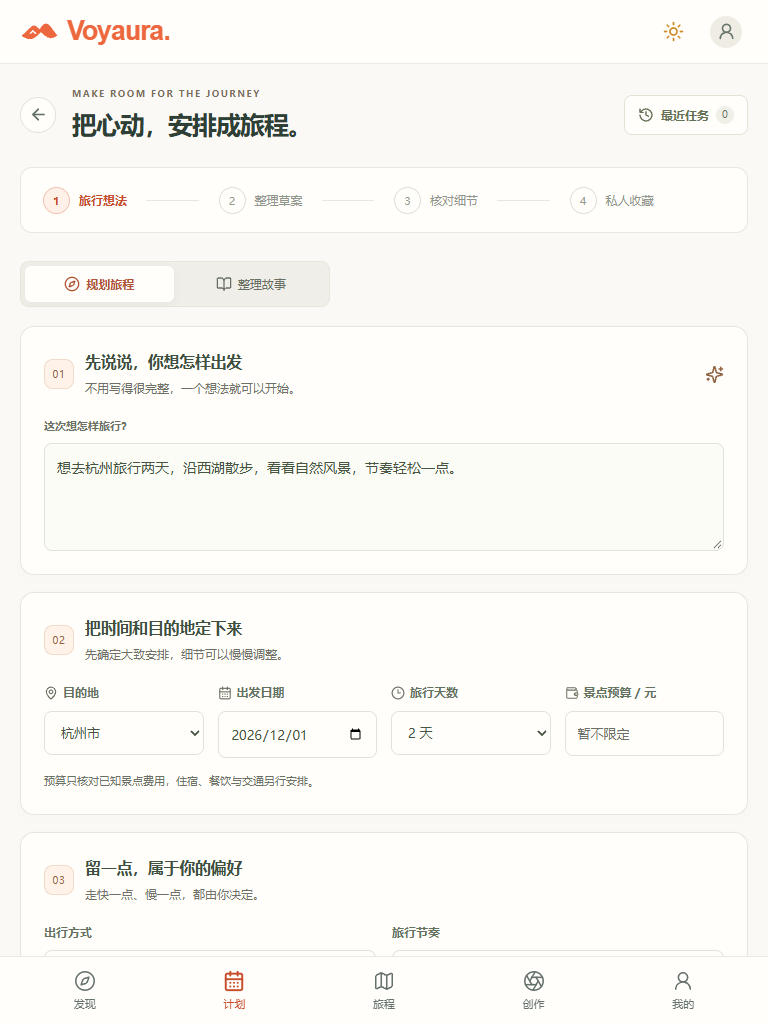 Voyaura.
MAKE ROOM FOR THE JOURNEY
把心动，安排成旅程。
最近任务 0
1 旅行想法 2 整理草案 3 核对细节 4 私人收藏
规划旅程 整理故事
01 先说说，你想怎样出发
不用写得很完整，一个想法就可以开始。
这次想怎样旅行?
想去杭州旅行两天，沿西湖散步，看看自然风景，节奏轻松一点。
02 把时间和目的地定下来
先确定大致安排，细节可以慢慢调整。
目的地 出发日期 旅行天数 景点预算 / 元
杭州市 2026/12/01 2 天 暂不限定
预算只核对已知景点费用，住宿、餐饮与交通另行安排。
03 留一点，属于你的偏好
走快一点、慢一点，都由你决定。
出行方式 旅行节奏
发现 计划 旅程 创作 我的